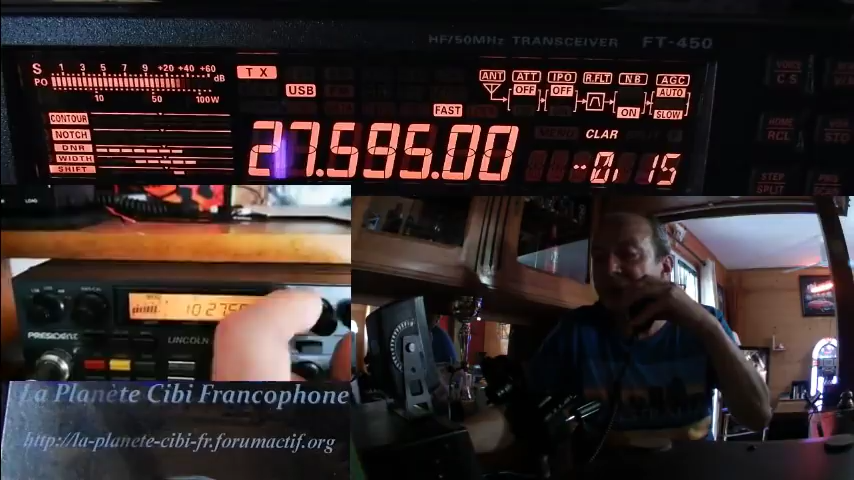 HF/50MHz TRANSCEIVER FT-450
S 1 3 5 7 9 +20 +40 +60 dB
PO 10 50 100W
TX
USB
FAST
ANT ATT IPO R.FLT NB AGC
OFF OFF AUTO
ON SLOW
CONTOUR
NOTCH
DNR
WIDTH
SHIFT
27.595.00
CLAR
-0.15
VOICE
C.S
HOME
RCL
STO
STEP
SPLIT
PRESIDENT
LINCOLN
La Planète Cibi Francophone
http://la-planete-cibi-fr.forumactif.org